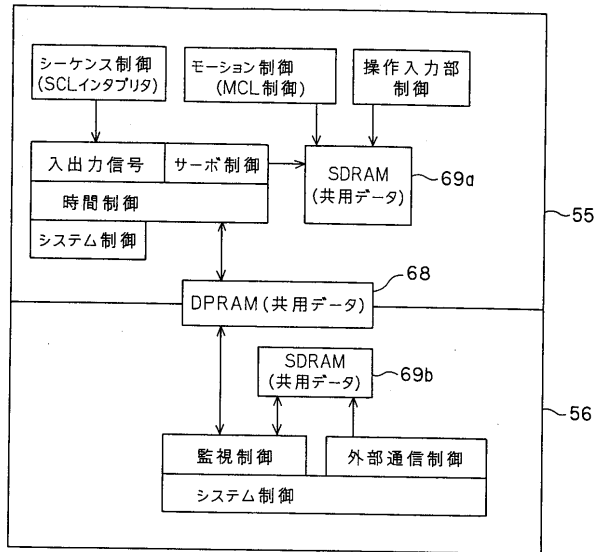 シーケンス制御
(SCLインタプリタ)
モーション制御
(MCL制御)
操作入力部
制御
入出力信号
サーボ制御
時間制御
システム制御
SDRAM
(共用データ)
69a
55
DPRAM(共用データ)
68
SDRAM
(共用データ)
69b
56
監視制御
外部通信制御
システム制御